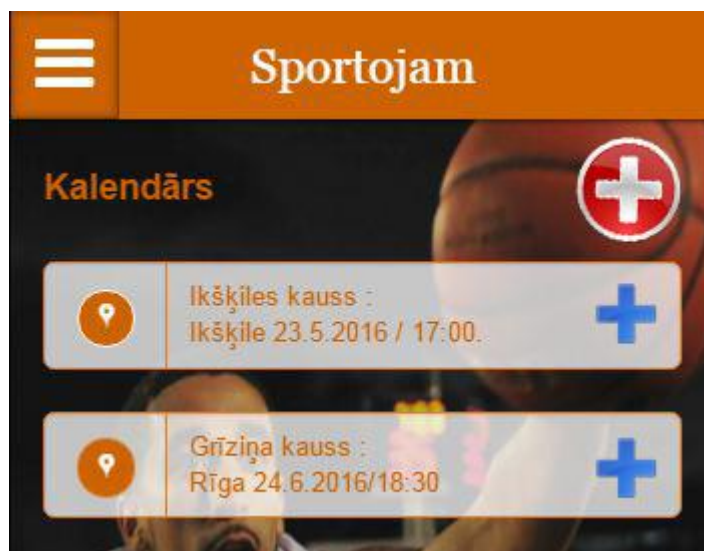 Sportojam
Kalendārs
Ikšķiles kauss :
Ikšķile 23.5.2016 / 17:00.
Grīziņa kauss :
Rīga 24.6.2016/18:30